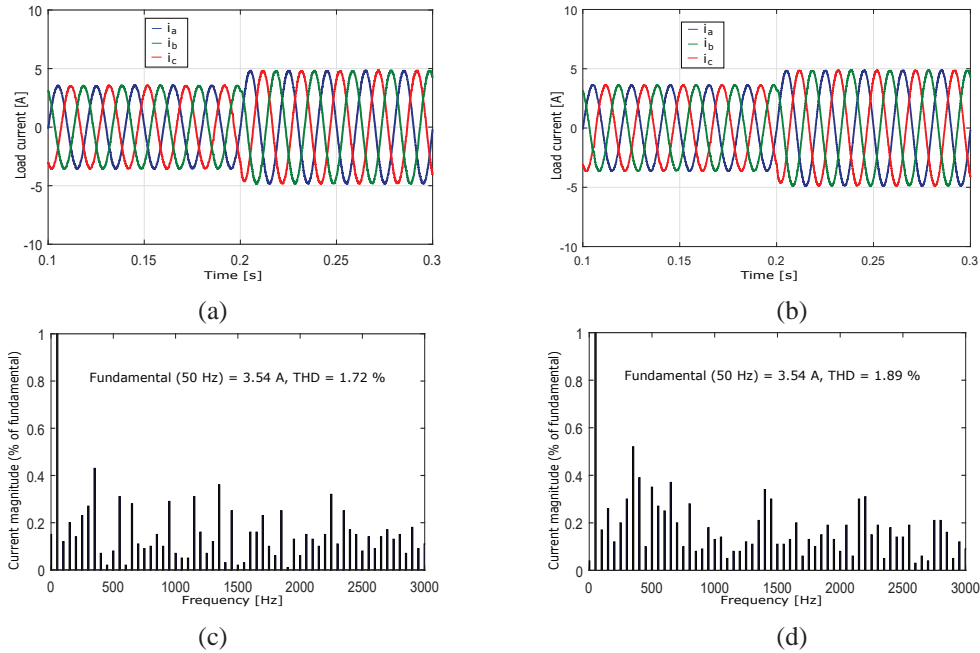 10
5
0
-5
-10
Load current [A]
i_a
i_b
i_c
0.1
0.15
0.2
0.25
0.3
Time [s]
(a)
10
5
0
-5
-10
Load current [A]
i_a
i_b
i_c
0.1
0.15
0.2
0.25
0.3
Time [s]
(b)
1
0.8
0.6
0.4
0.2
0
Current magnitude (% of fundamental)
Fundamental (50 Hz) = 3.54 A, THD = 1.72 %
0
500
1000
1500
2000
2500
3000
Frequency [Hz]
(c)
1
0.8
0.6
0.4
0.2
0
Current magnitude (% of fundamental)
Fundamental (50 Hz) = 3.54 A, THD = 1.89 %
0
500
1000
1500
2000
2500
3000
Frequency [Hz]
(d)